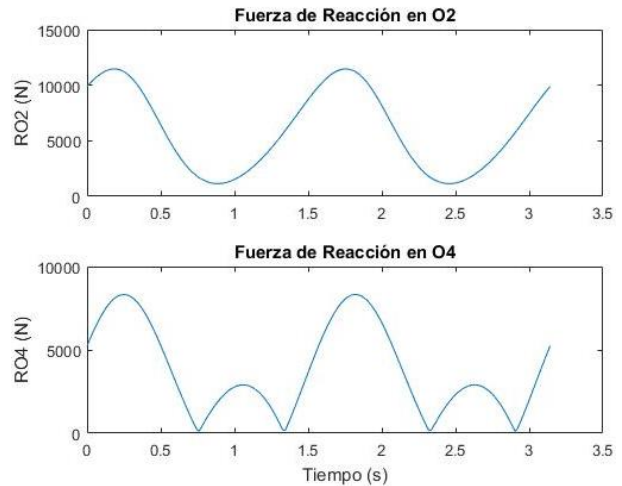 Fuerza de Reacción en O2
15000
10000
5000
0
RO2 (N)
0 0.5 1 1.5 2 2.5 3 3.5
Fuerza de Reacción en O4
10000
5000
0
RO4 (N)
0 0.5 1 1.5 2 2.5 3 3.5
Tiempo (s)